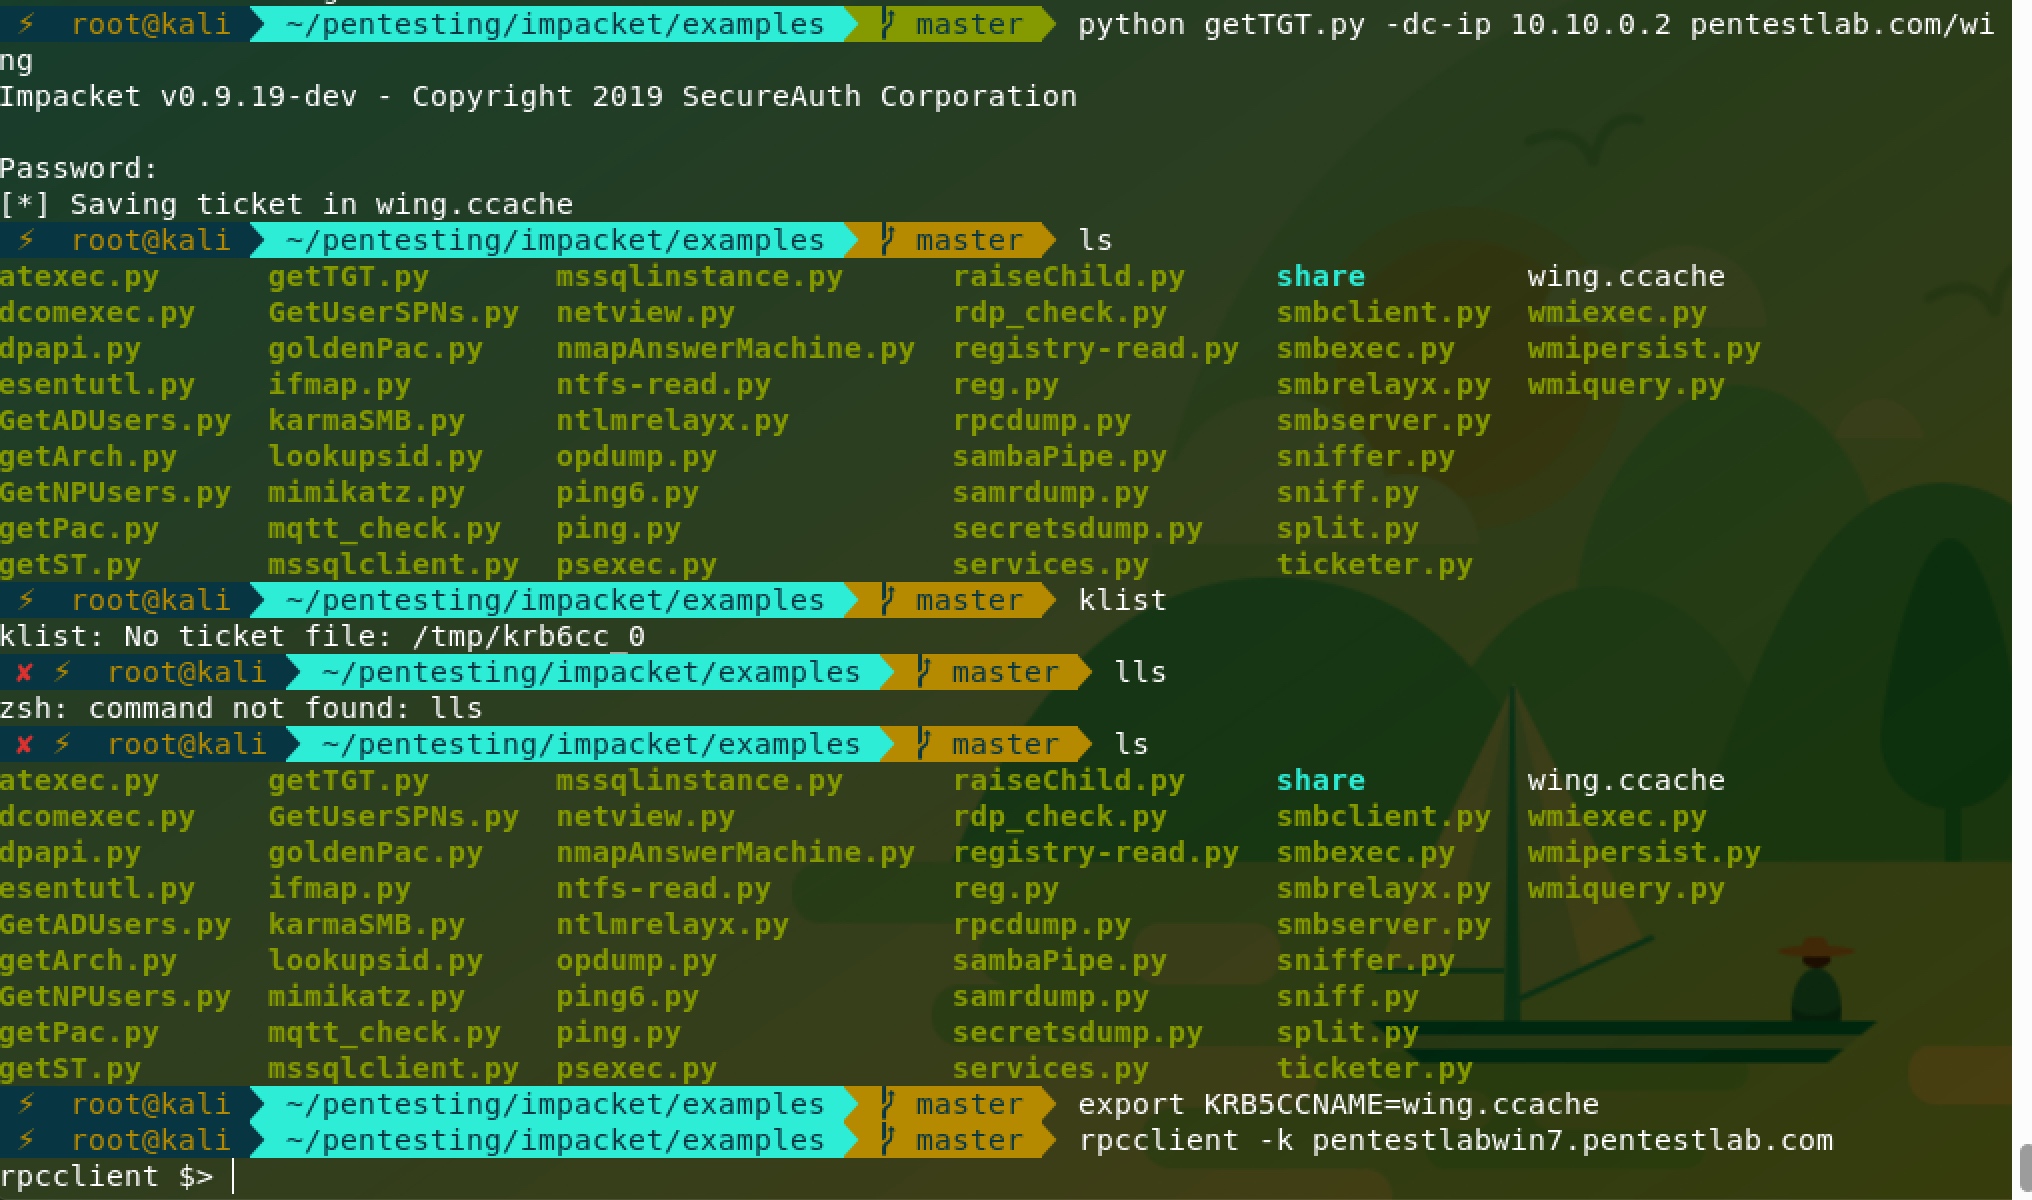 ⚡ root@kali ~/pentesting/impacket/examples master python getTGT.py -dc-ip 10.10.0.2 pentestlab.com/wi
ng
Impacket v0.9.19-dev - Copyright 2019 SecureAuth Corporation
Password:
[*] Saving ticket in wing.ccache
⚡ root@kali ~/pentesting/impacket/examples master ls
atexec.py getTGT.py mssqlinstance.py raiseChild.py share wing.ccache
dcomexec.py GetUserSPNs.py netview.py rdp_check.py smbclient.py wmiexec.py
dpapi.py goldenPac.py nmapAnswerMachine.py registry-read.py smbexec.py wmipersist.py
esentutl.py ifmap.py ntfs-read.py reg.py smbrelayx.py wmiquery.py
GetADUsers.py karmaSMB.py ntlmrelayx.py rpcdump.py smbserver.py
getArch.py lookupsid.py opdump.py sambaPipe.py sniffer.py
GetNPUsers.py mimikatz.py ping6.py samrdump.py sniff.py
getPac.py mqtt_check.py ping.py secretsdump.py split.py
getST.py mssqlclient.py psexec.py services.py ticketer.py
⚡ root@kali ~/pentesting/impacket/examples master klist
klist: No ticket file: /tmp/krb6cc_0
✘ ⚡ root@kali ~/pentesting/impacket/examples master lls
zsh: command not found: lls
✘ ⚡ root@kali ~/pentesting/impacket/examples master ls
atexec.py getTGT.py mssqlinstance.py raiseChild.py share wing.ccache
dcomexec.py GetUserSPNs.py netview.py rdp_check.py smbclient.py wmiexec.py
dpapi.py goldenPac.py nmapAnswerMachine.py registry-read.py smbexec.py wmipersist.py
esentutl.py ifmap.py ntfs-read.py reg.py smbrelayx.py wmiquery.py
GetADUsers.py karmaSMB.py ntlmrelayx.py rpcdump.py smbserver.py
getArch.py lookupsid.py opdump.py sambaPipe.py sniffer.py
GetNPUsers.py mimikatz.py ping6.py samrdump.py sniff.py
getPac.py mqtt_check.py ping.py secretsdump.py split.py
getST.py mssqlclient.py psexec.py services.py ticketer.py
⚡ root@kali ~/pentesting/impacket/examples master export KRB5CCNAME=wing.ccache
⚡ root@kali ~/pentesting/impacket/examples master rpcclient -k pentestlabwin7.pentestlab.com
rpcclient $>